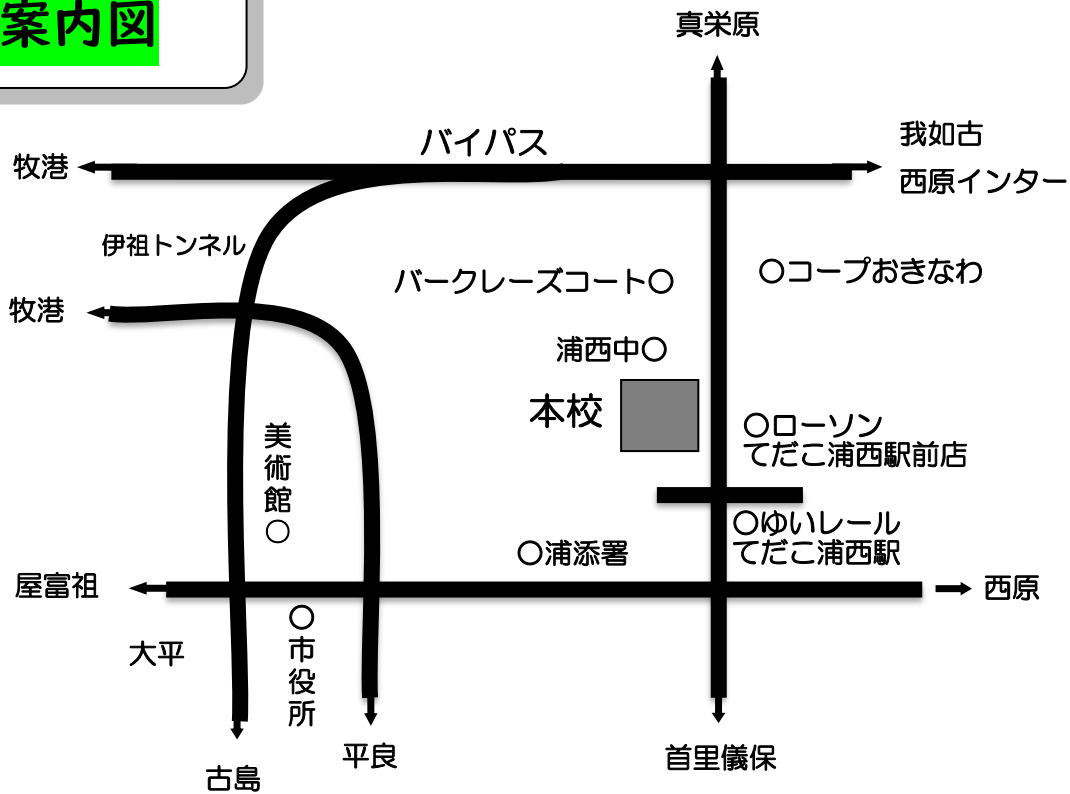 案内図
真栄原
バイパス
我如古
牧港
西原インター
伊祖トンネル
バークレーズコート○
○コープおきなわ
牧港
浦西中○
本校
○ローソン
てだこ浦西駅前店
美術館○
○ゆいレール
てだこ浦西駅
○浦添署
屋富祖
西原
大平
○市役所
平良
首里儀保
古島